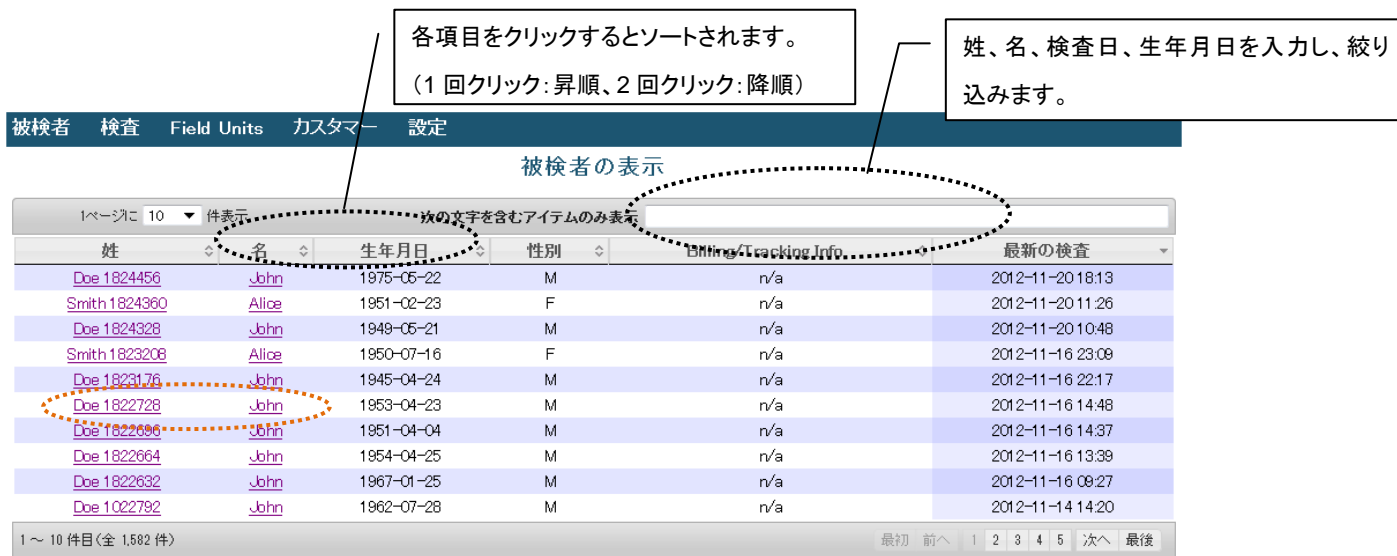 各項目をクリックするとソートされます。
（1 回クリック：昇順、2 回クリック：降順）
姓、名、検査日、生年月日を入力し、絞り
込みます。
被検者 検査 Field Units カスタマー 設定
被検者の表示
1ページに 10 件表示 次の文字を含むアイテムのみ表示
姓 名 生年月日 性別 Billing/Tracking Info 最新の検査
Doe 1824456 John 1975-05-22 M n/a 2012-11-20 18:13
Smith 1824360 Alice 1951-02-23 F n/a 2012-11-20 11:26
Doe 1824328 John 1949-05-21 M n/a 2012-11-20 10:48
Smith 1823208 Alice 1950-07-16 F n/a 2012-11-16 23:09
Doe 1823176 John 1945-04-24 M n/a 2012-11-16 22:17
Doe 1822728 John 1953-04-23 M n/a 2012-11-16 14:48
Doe 1822696 John 1951-04-04 M n/a 2012-11-16 14:37
Doe 1822664 John 1954-04-25 M n/a 2012-11-16 13:39
Doe 1822632 John 1967-01-25 M n/a 2012-11-16 09:27
Doe 1022792 John 1962-07-28 M n/a 2012-11-14 14:20
1 ～ 10 件目(全 1,582 件) 最初 前へ 1 2 3 4 5 次へ 最後